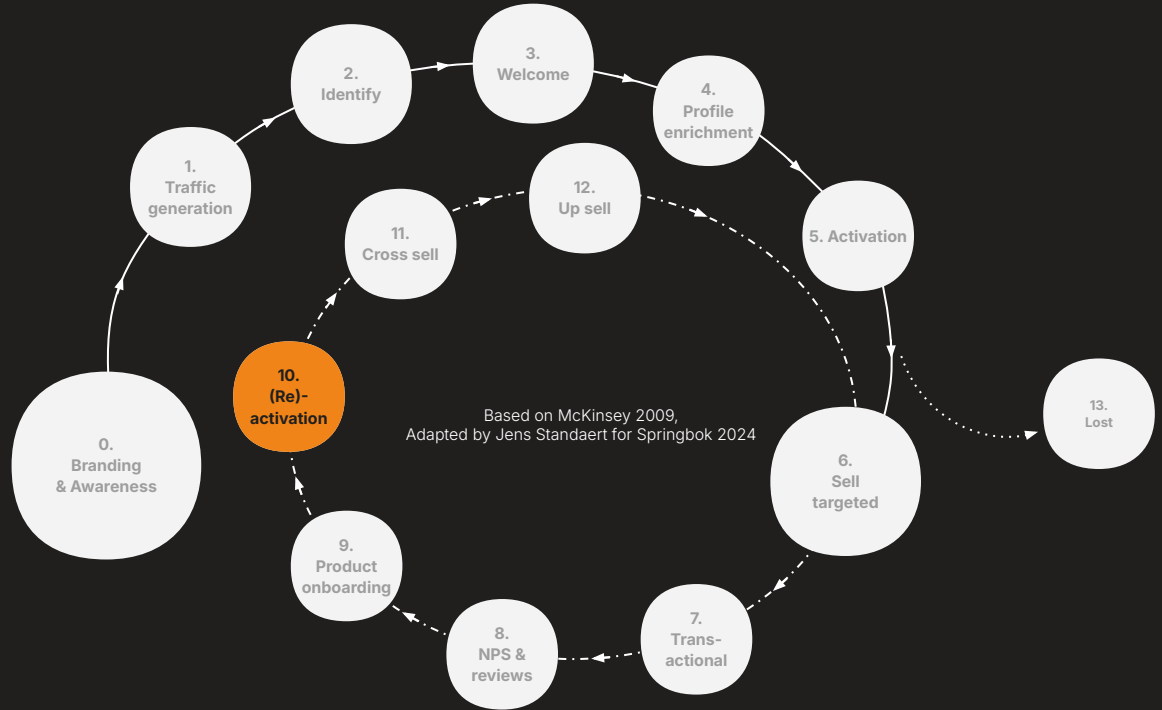 0.
Branding
& Awareness
1.
Traffic
generation
2.
Identify
3.
Welcome
4.
Profile
enrichment
5. Activation
6.
Sell
targeted
7.
Trans-
actional
8.
NPS &
reviews
9.
Product
onboarding
10.
(Re)-
activation
11.
Cross sell
12.
Up sell
13.
Lost
Based on McKinsey 2009,
Adapted by Jens Standaert for Springbok 2024